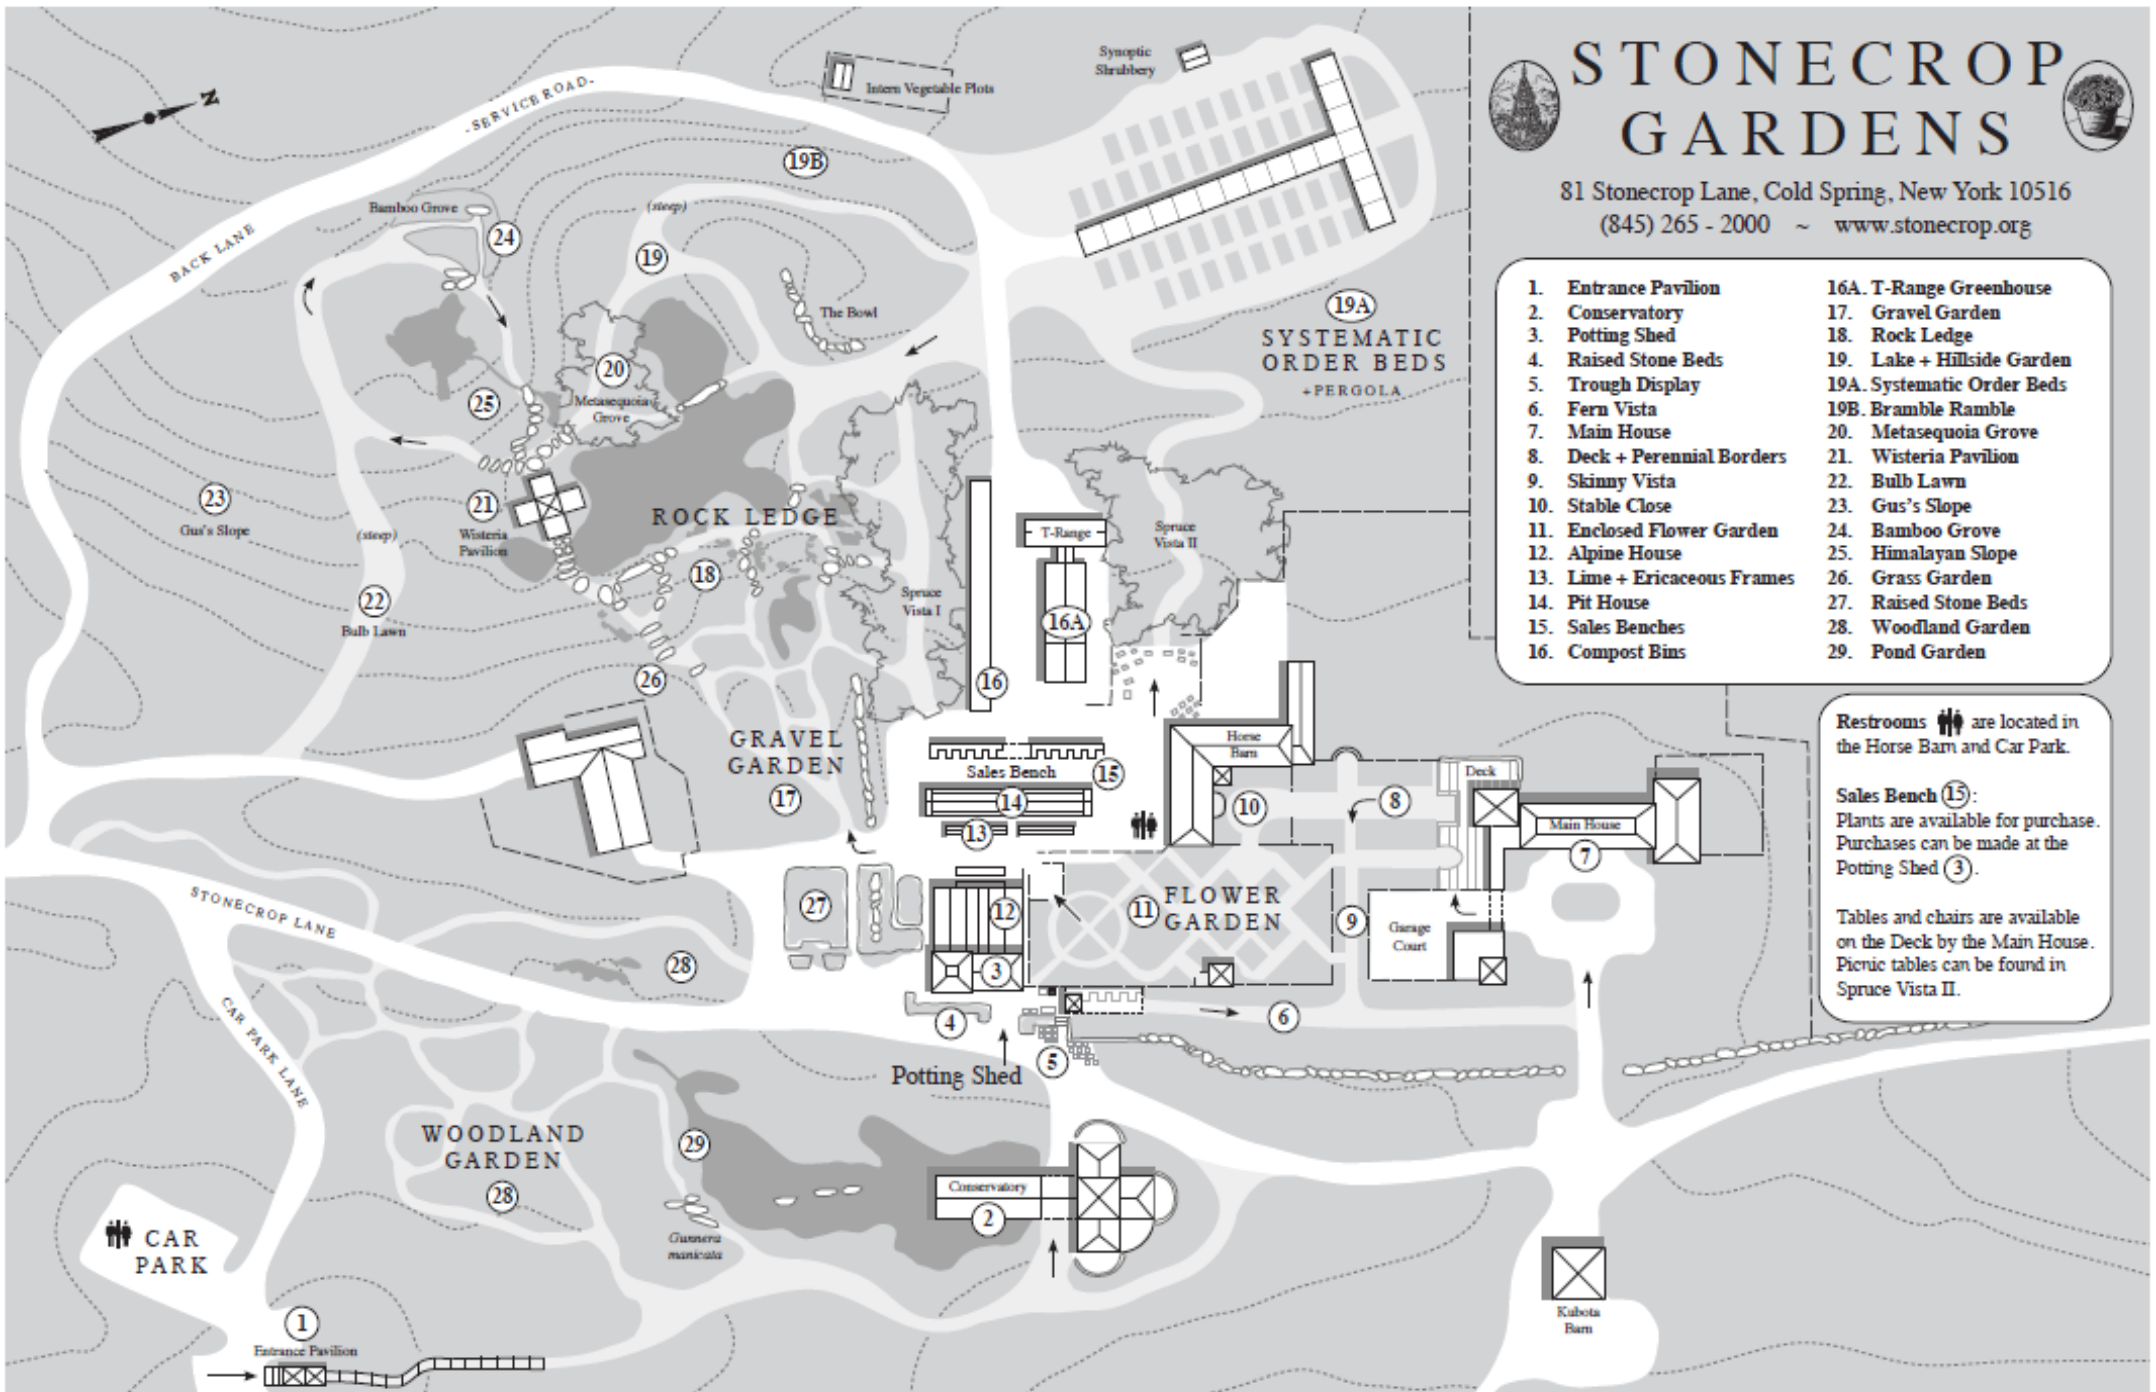 STONECROP
GARDENS
81 Stonecrop Lane, Cold Spring, New York 10516
(845) 265 - 2000 ~ www.stonecrop.org
1. Entrance Pavilion
2. Conservatory
3. Potting Shed
4. Raised Stone Beds
5. Trough Display
6. Fern Vista
7. Main House
8. Deck + Perennial Borders
9. Skinny Vista
10. Stable Close
11. Enclosed Flower Garden
12. Alpine House
13. Lime + Ericaceous Frames
14. Pit House
15. Sales Benches
16. Compost Bins
16A. T-Range Greenhouse
17. Gravel Garden
18. Rock Ledge
19. Lake + Hillside Garden
19A. Systematic Order Beds
19B. Bramble Ramble
20. Metasequoia Grove
21. Wisteria Pavilion
22. Bulb Lawn
23. Gus's Slope
24. Bamboo Grove
25. Himalayan Slope
26. Grass Garden
27. Raised Stone Beds
28. Woodland Garden
29. Pond Garden
Restrooms are located in
the Horse Barn and Car Park.
Sales Bench 15:
Plants are available for purchase.
Purchases can be made at the
Potting Shed 3.
Tables and chairs are available
on the Deck by the Main House.
Picnic tables can be found in
Spruce Vista II.
N
-SERVICE ROAD-
Intern Vegetable Plots
Synoptic
Shrubbery
19B
BACK LANE
Bamboo Grove
24
(steep)
19
The Bowl
19A
SYSTEMATIC
ORDER BEDS
+PERGOLA
20
Metasequoia
Grove
25
23
Gus's Slope
21
Wisteria
Pavilion
(steep)
ROCK LEDGE
18
22
Bulb Lawn
Spruce
Vista I
T-Range
16A
Spruce
Vista II
26
16
GRAVEL
GARDEN
17
Sales Bench
15
14
13
Horse
Barn
10
8
Deck
Main House
7
STONECROP LANE
27
12
3
11
FLOWER
GARDEN
9
Garage
Court
28
4
5
6
Potting Shed
CAR PARK LANE
WOODLAND
GARDEN
28
29
Gunnera
manicata
Conservatory
2
CAR
PARK
1
Entrance Pavilion
Kubota
Barn